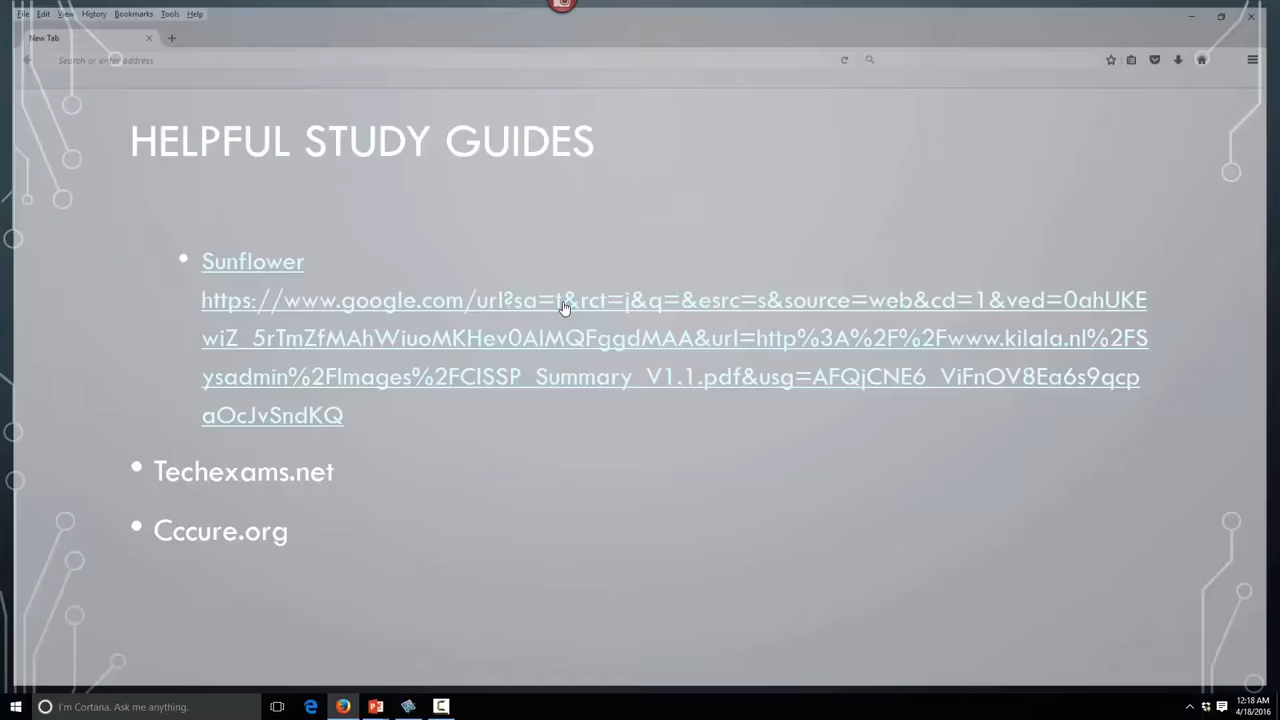 File Edit View History Bookmarks Tools Help
New Tab
Search or enter address
HELPFUL STUDY GUIDES
• Sunflower
https://www.google.com/url?sa=t&rct=j&q=&esrc=s&source=web&cd=1&ved=0ahUKE
wiZ_5rTmZfMAhWiuoMKHev0AlMQFggdMAA&url=http%3A%2F%2Fwww.kilala.nl%2FS
ysadmin%2FImages%2FCISSP_Summary_V1.1.pdf&usg=AFQjCNE6_ViFnOV8Ea6s9qcp
aOcJvSndKQ
• Techexams.net
• Cccure.org
I'm Cortana. Ask me anything.
12:18 AM
4/18/2016